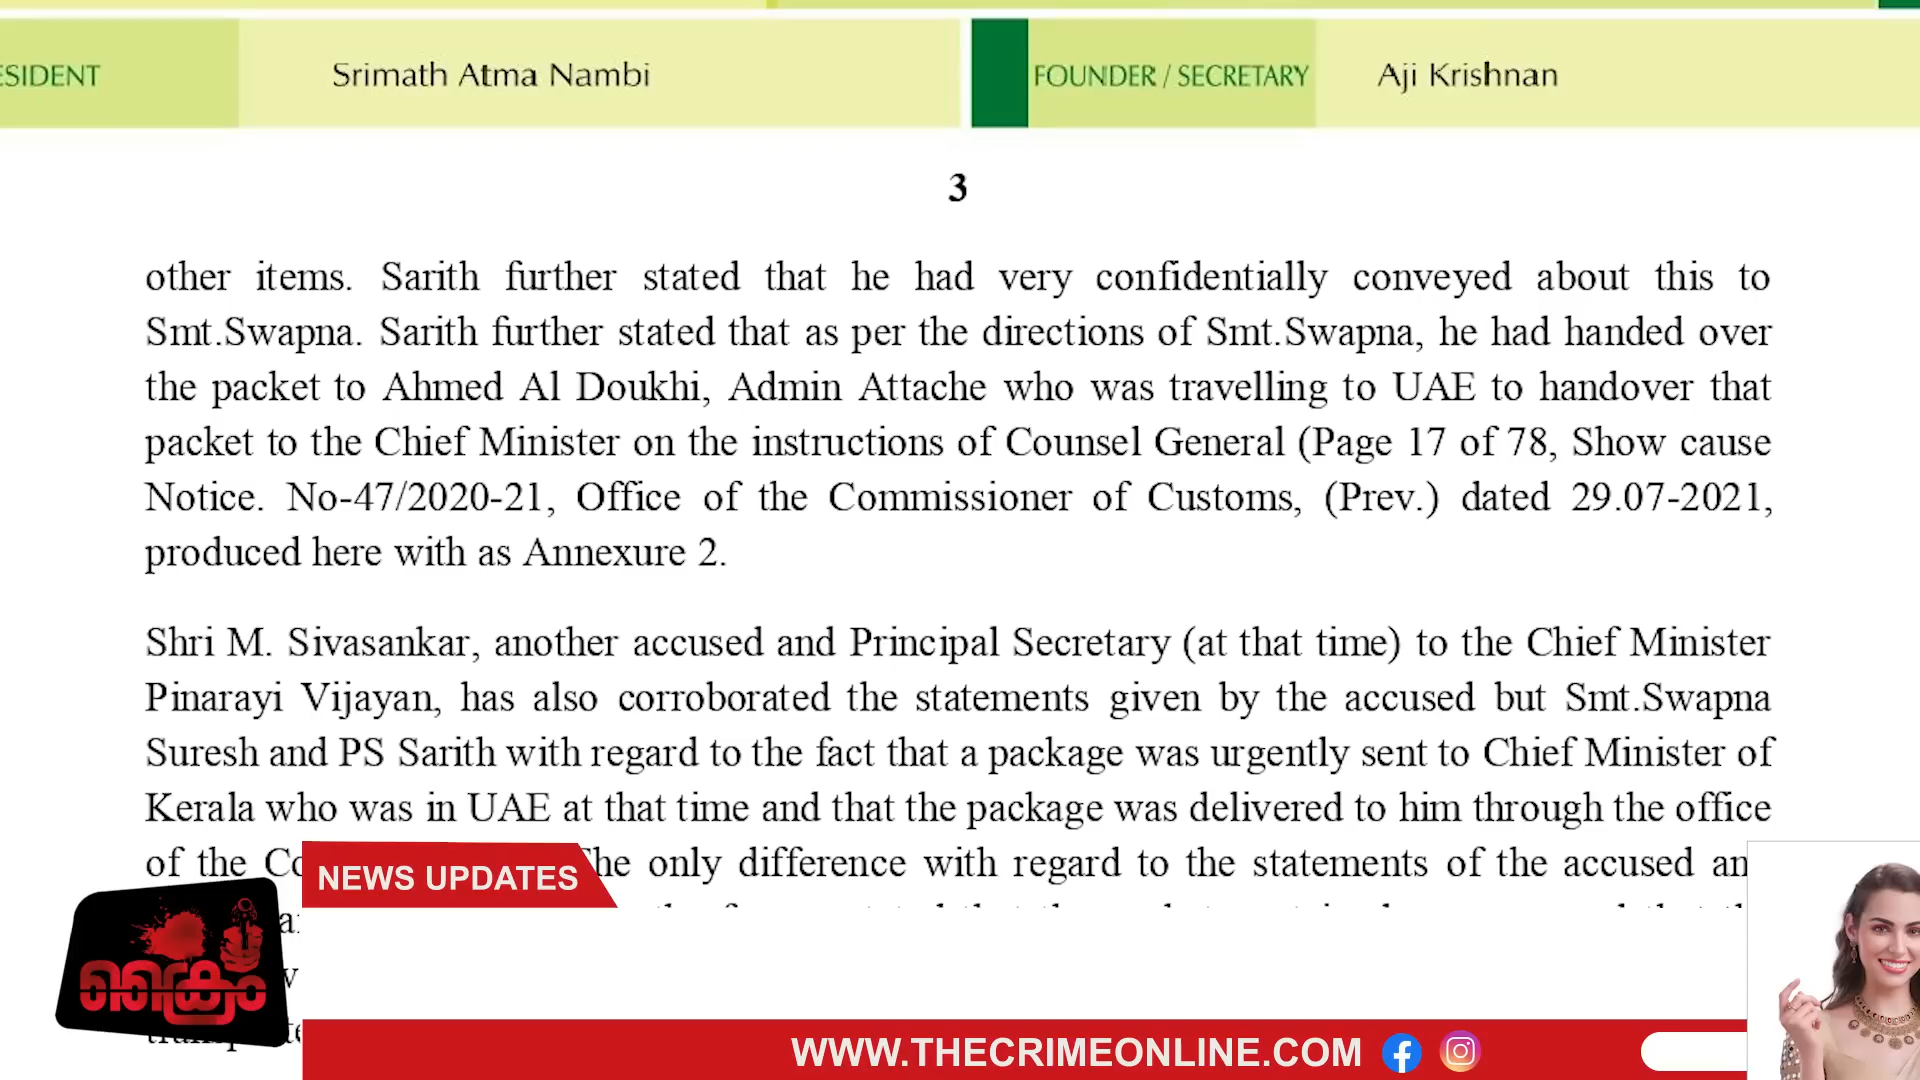 ESIDENT
Srimath Atma Nambi
FOUNDER / SECRETARY
Aji Krishnan
3
other items. Sarith further stated that he had very confidentially conveyed about this to
Smt.Swapna. Sarith further stated that as per the directions of Smt.Swapna, he had handed over
the packet to Ahmed Al Doukhi, Admin Attache who was travelling to UAE to handover that
packet to the Chief Minister on the instructions of Counsel General (Page 17 of 78, Show cause
Notice. No-47/2020-21, Office of the Commissioner of Customs, (Prev.) dated 29.07-2021,
produced here with as Annexure 2.
Shri M. Sivasankar, another accused and Principal Secretary (at that time) to the Chief Minister
Pinarayi Vijayan, has also corroborated the statements given by the accused but Smt.Swapna
Suresh and PS Sarith with regard to the fact that a package was urgently sent to Chief Minister of
Kerala who was in UAE at that time and that the package was delivered to him through the office
of the Co
he only difference with regard to the statements of the accused an
NEWS UPDATES
ക്രൈം
WWW.THECRIMEONLINE.COM